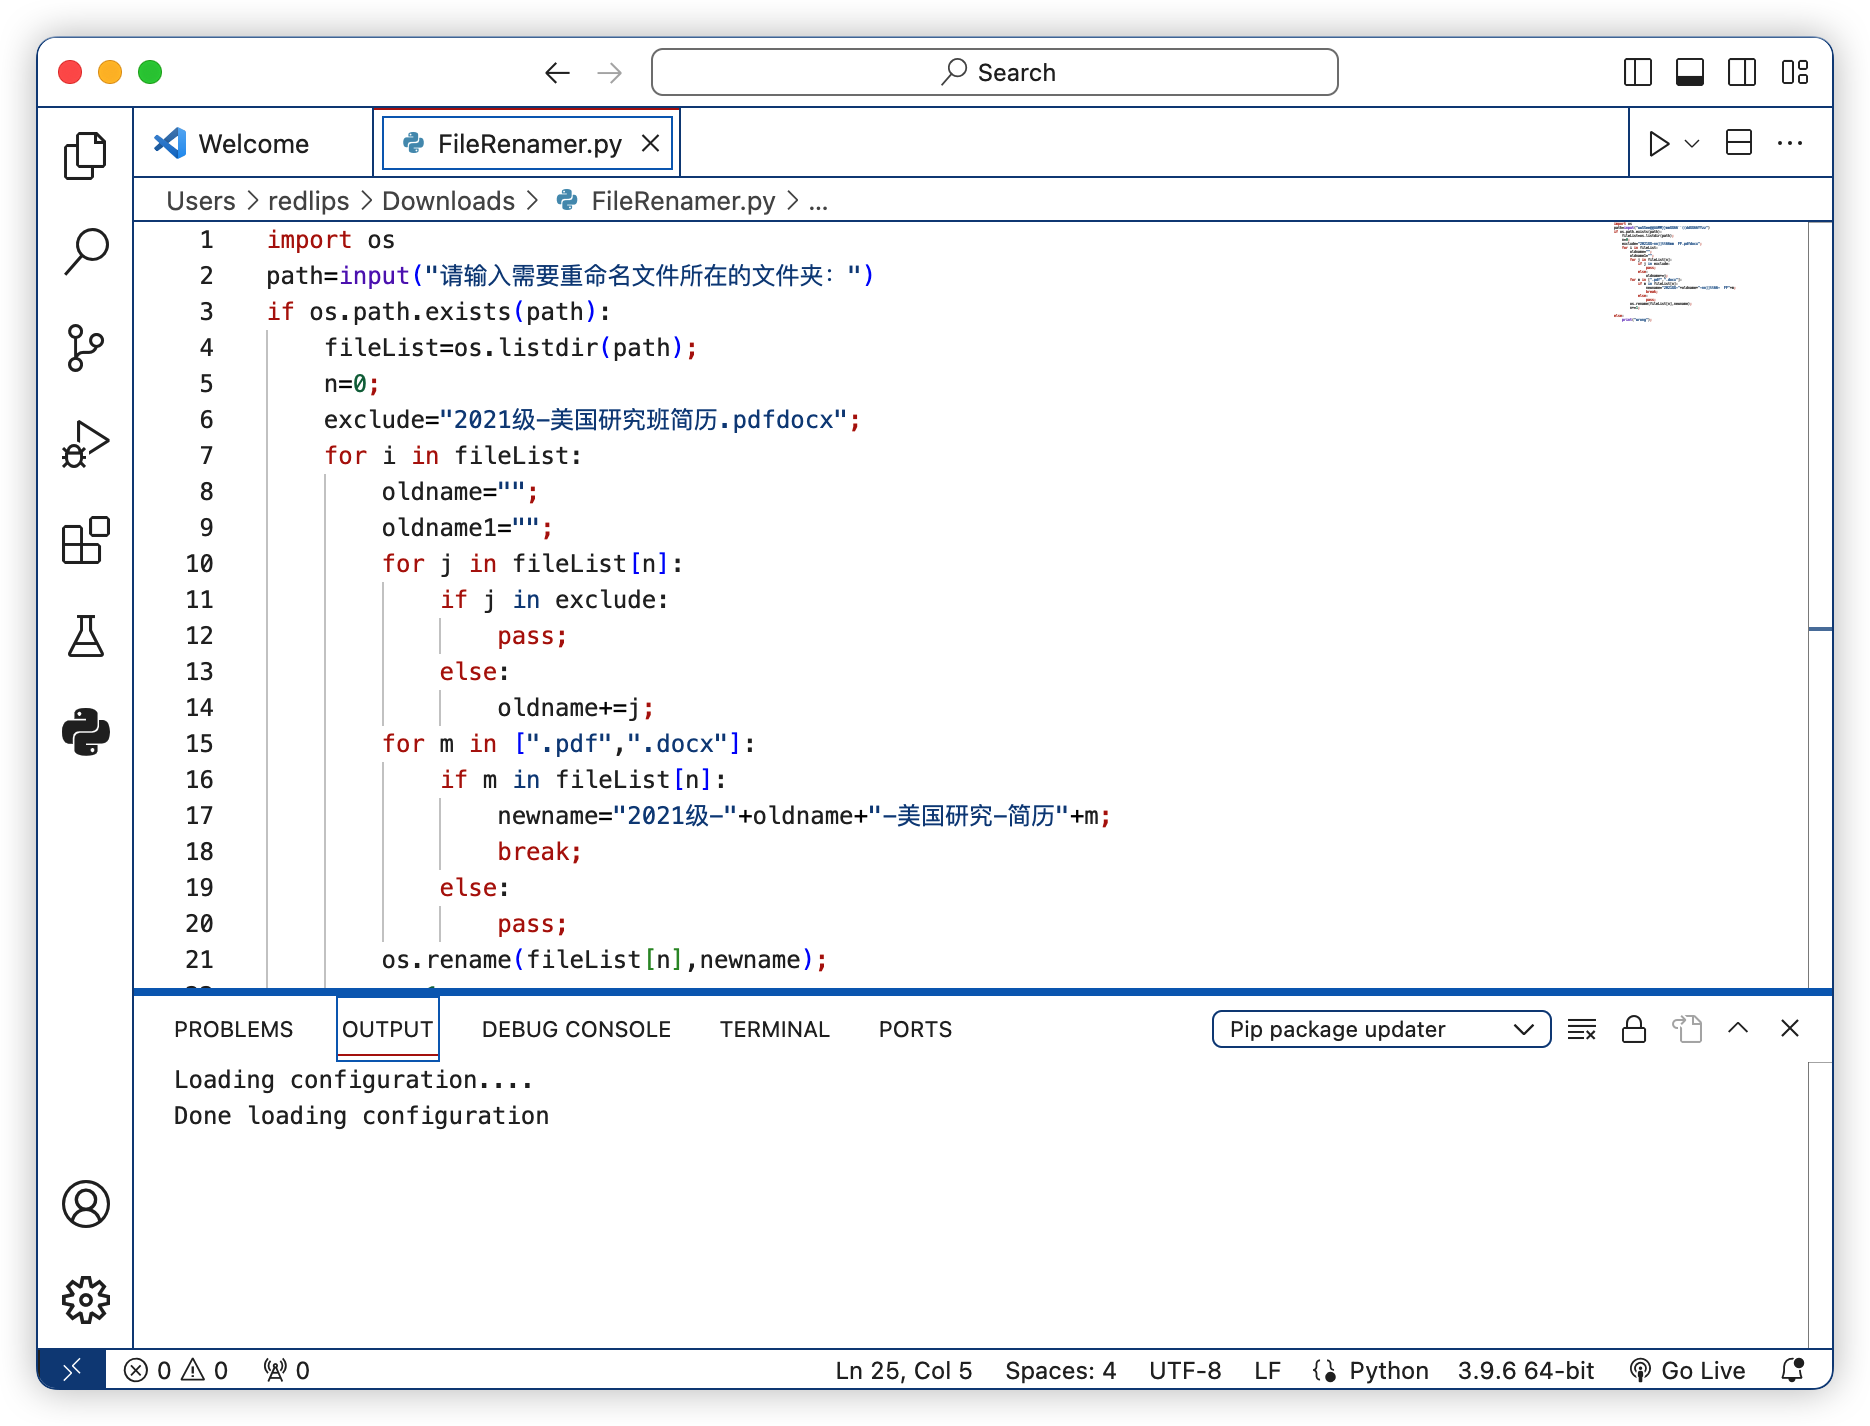 Search
Welcome
FileRenamer.py
Users > redlips > Downloads > FileRenamer.py > ...
1 import os
2 path=input("请输入需要重命名文件所在的文件夹：")
3 if os.path.exists(path):
4 fileList=os.listdir(path);
5 n=0;
6 exclude="2021级-美国研究班简历.pdfdocx";
7 for i in fileList:
8 oldname="";
9 oldname1="";
10 for j in fileList[n]:
11 if j in exclude:
12 pass;
13 else:
14 oldname+=j;
15 for m in [".pdf",".docx"]:
16 if m in fileList[n]:
17 newname="2021级-"+oldname+"-美国研究-简历"+m;
18 break;
19 else:
20 pass;
21 os.rename(fileList[n],newname);
PROBLEMS OUTPUT DEBUG CONSOLE TERMINAL PORTS Pip package updater
Loading configuration....
Done loading configuration
0 0 0 Ln 25, Col 5 Spaces: 4 UTF-8 LF Python 3.9.6 64-bit Go Live